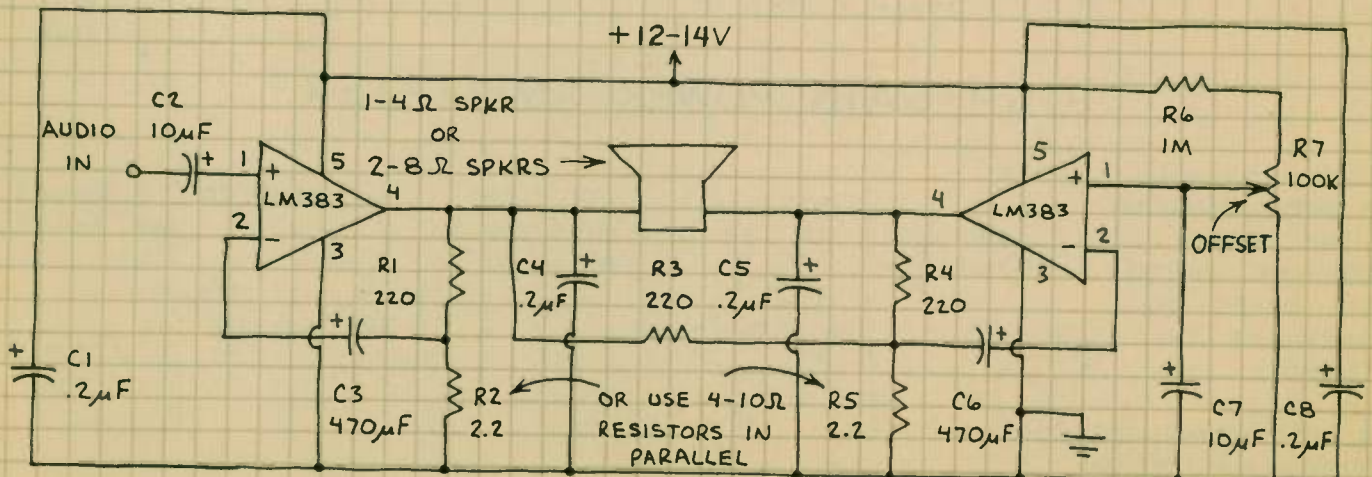 +12-14V
C2
10µF
AUDIO
IN
+
1
+
LM383
2
-
5
4
3
1-4Ω SPKR
OR
2-8Ω SPKRS
R1
220
C4
.2µF
+
R3
220
C5
.2µF
+
R4
220
4
5
+
LM383
-
1
2
3
R6
1M
R7
100K
OFFSET
+
C1
.2µF
+
C3
470µF
R2
2.2
OR USE 4-10Ω
RESISTORS IN
PARALLEL
R5
2.2
+
C6
470µF
+
C7
10µF
+
C8
.2µF